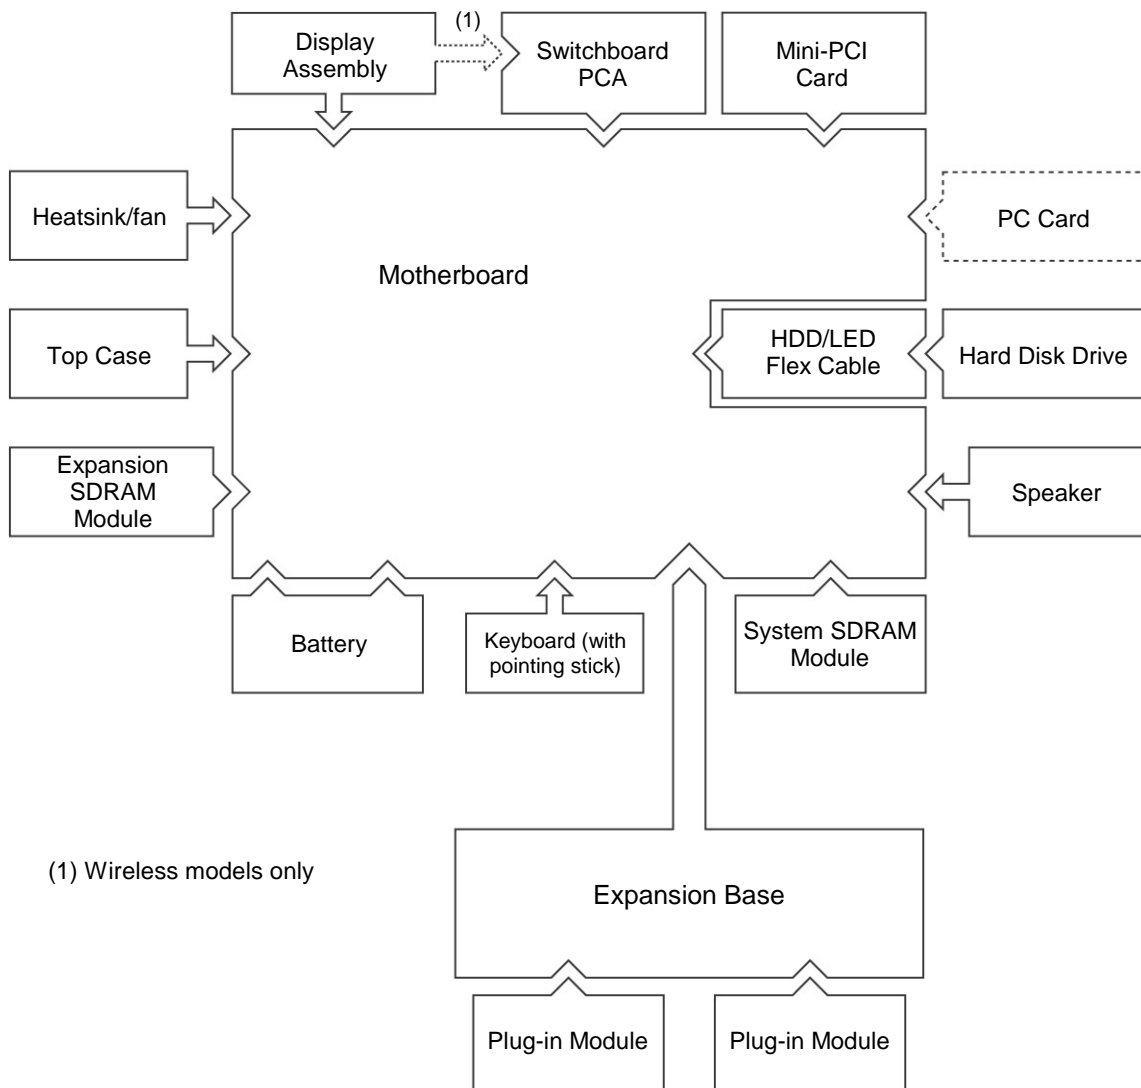 (1)
Display
Assembly
Switchboard
PCA
Mini-PCI
Card
Heatsink/fan
PC Card
Motherboard
Top Case
HDD/LED
Flex Cable
Hard Disk Drive
Expansion
SDRAM
Module
Speaker
Battery
Keyboard (with
pointing stick)
System SDRAM
Module
(1) Wireless models only
Expansion Base
Plug-in Module
Plug-in Module